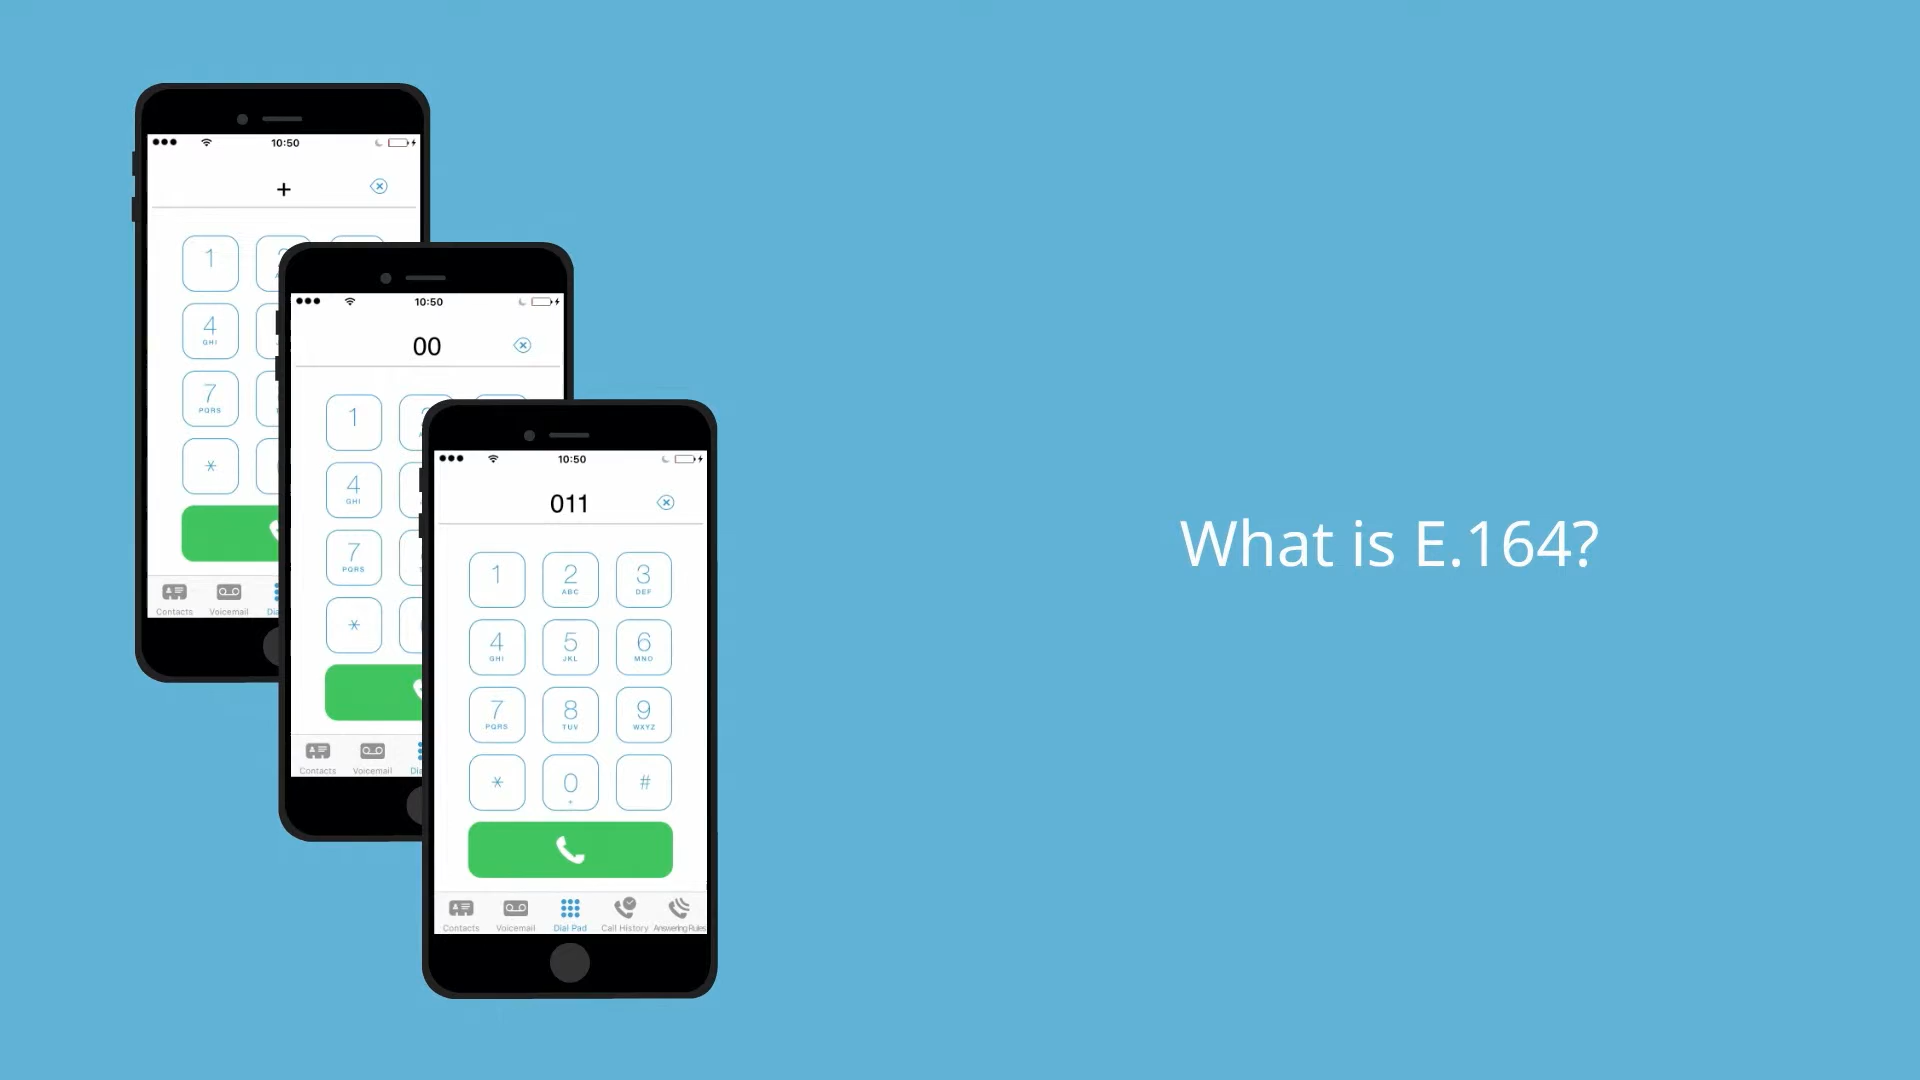 10:50
+
1
4
GHI
7
PQRS
*
Contacts Voicemail
10:50
00
1
4
GHI
7
PQRS
*
Contacts Voicemail
10:50
011
1 2 3
ABC DEF
4 5 6
GHI JKL MNO
7 8 9
PQRS TUV WXYZ
* 0 #
+
Contacts Voicemail Dial Pad Call History Answering Rules
What is E.164?